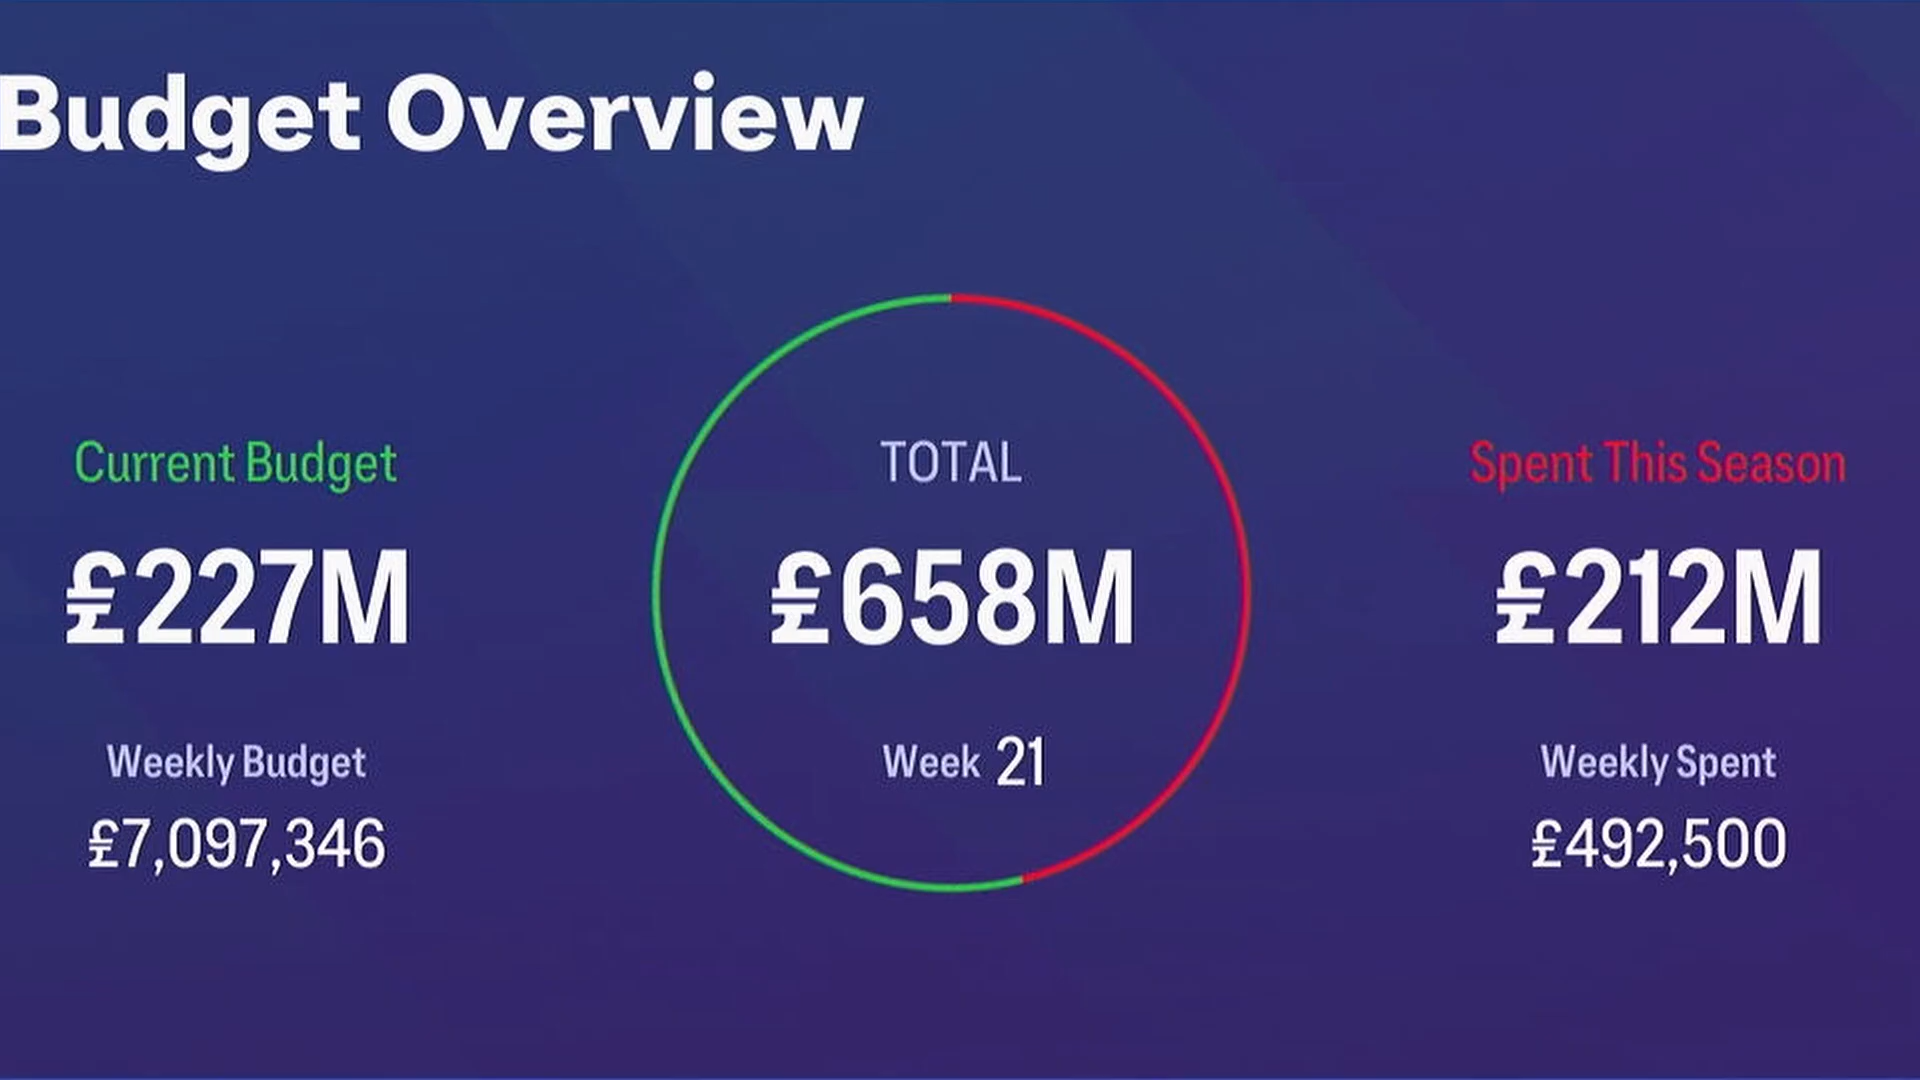 Budget Overview
Current Budget
£227M
Weekly Budget
£7,097,346
TOTAL
£658M
Week 21
Spent This Season
£212M
Weekly Spent
£492,500